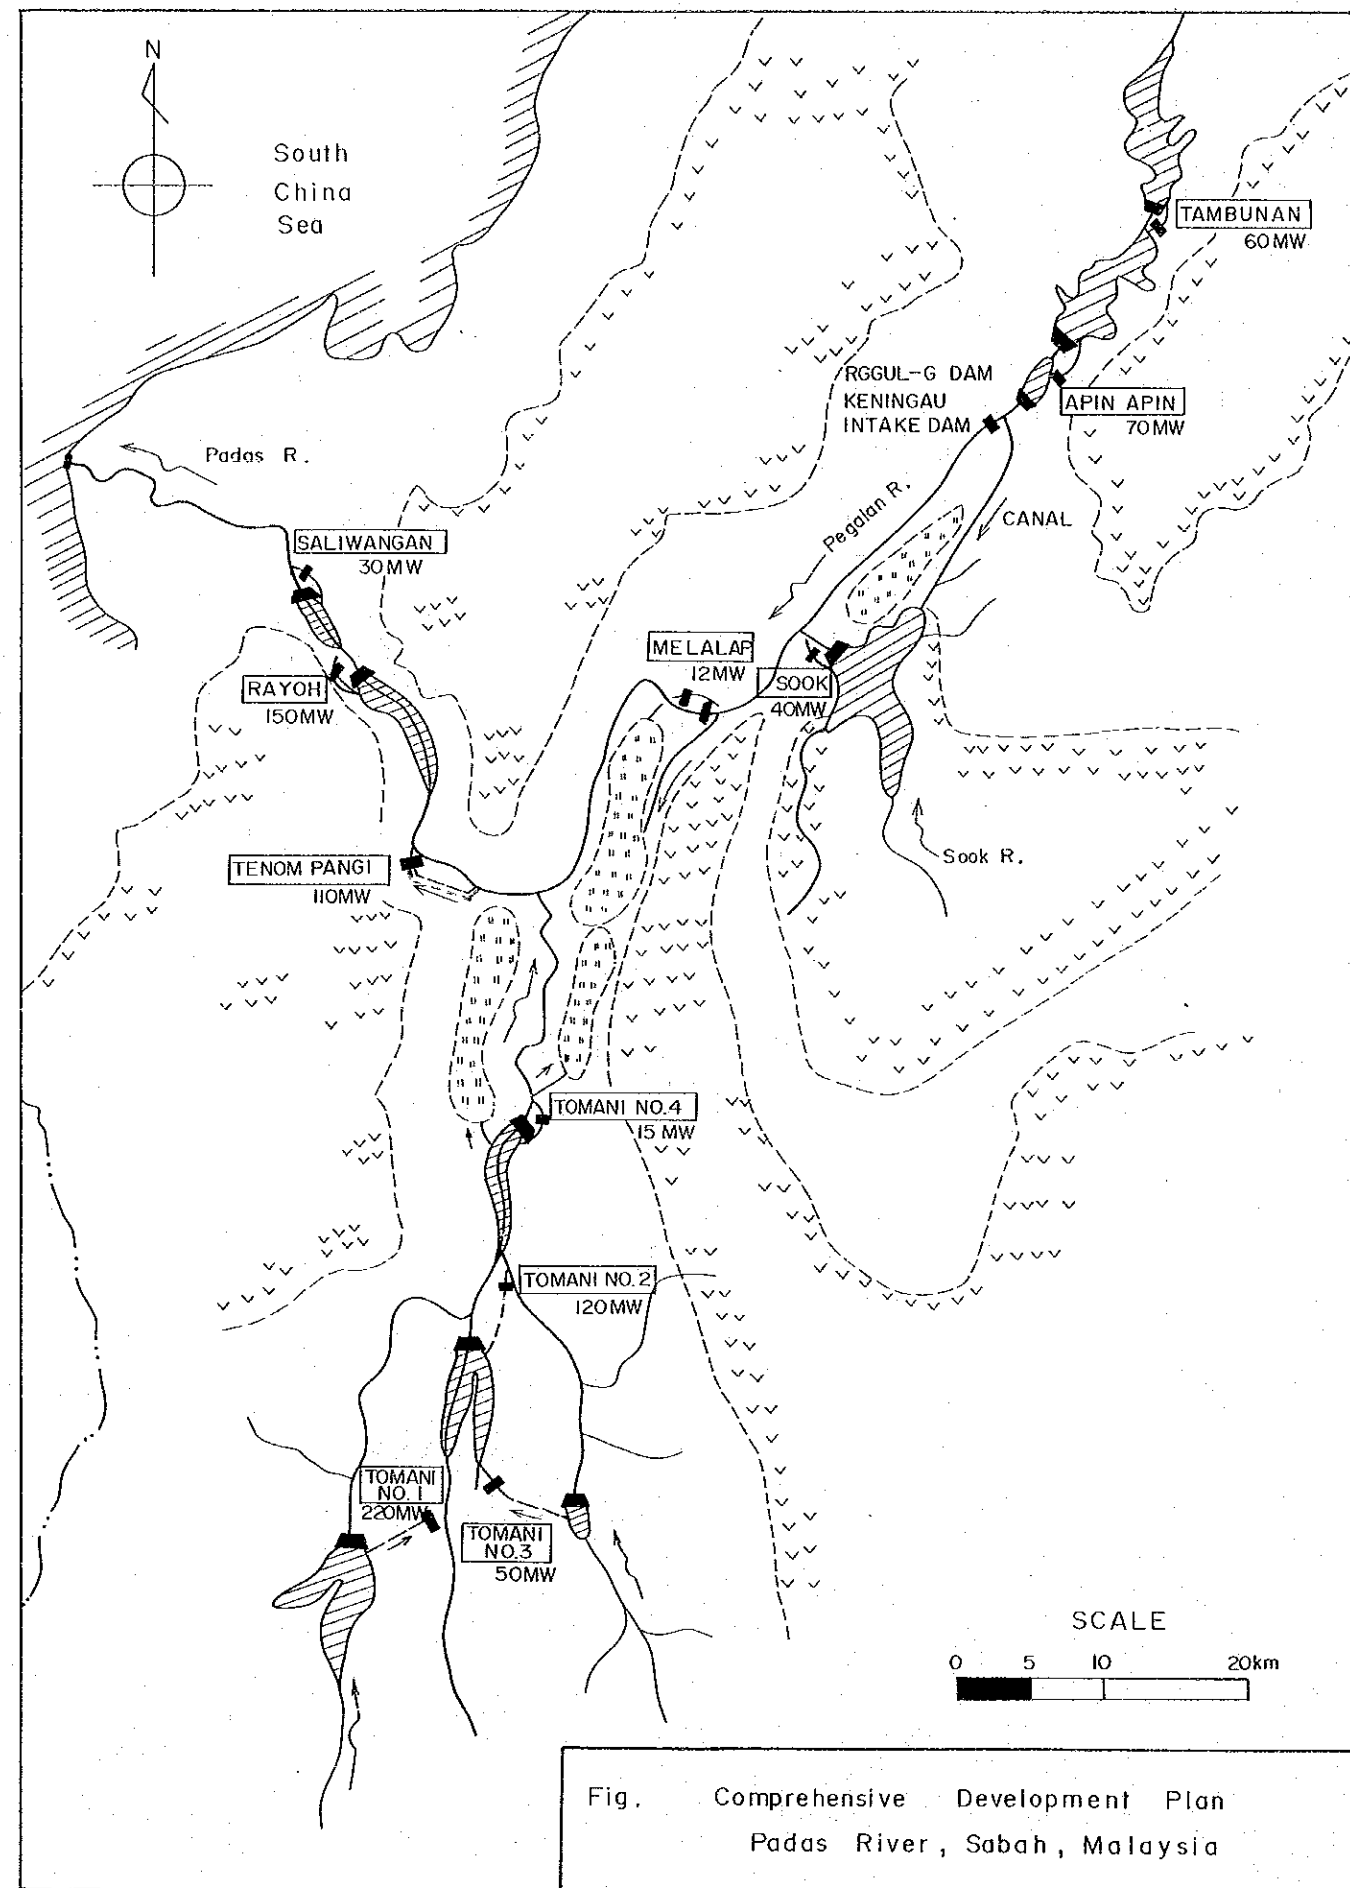 N
South
China
Sea
TAMBUNAN
60MW
RGGUL-G DAM
KENINGAU
INTAKE DAM
APIN APIN
70MW
Padas R.
Pegalan R.
CANAL
SALIWANGAN
30MW
MELALAP
12MW
SOOK
40MW
RAYOH
150MW
Sook R.
TENOM PANGI
110MW
TOMANI NO.4
15 MW
TOMANI NO.2
120MW
TOMANI
NO.1
220MW
TOMANI
NO.3
50MW
SCALE
0 5 10 20km
Fig. Comprehensive Development Plan
Padas River, Sabah, Malaysia